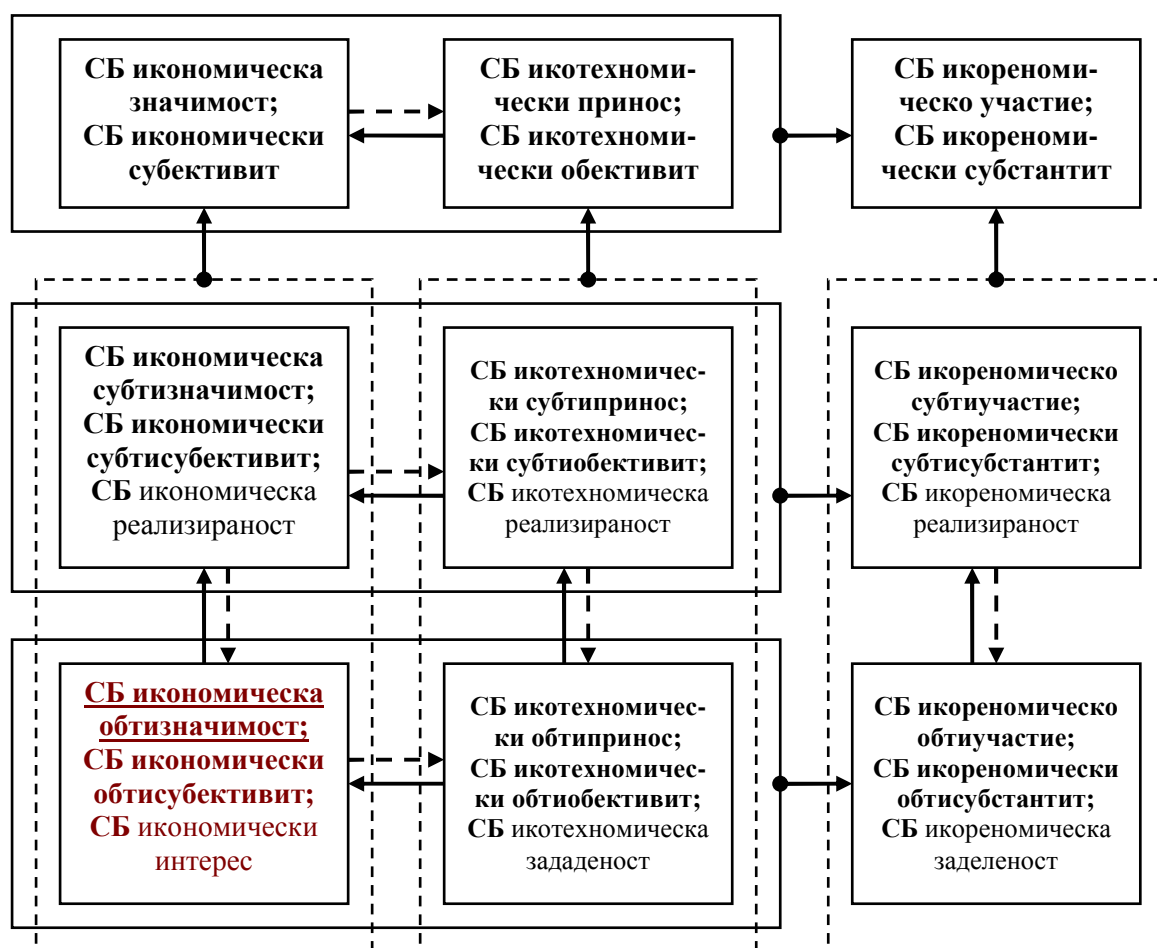 СБ икономическа
значимост;
СБ икономически
субективит
СБ икотехноми-
чески принос;
СБ икотехноми-
чески обективит
СБ икореноми-
ческо участие;
СБ икореноми-
чески субстантит
СБ икономическа
субтизначимост;
СБ икономически
субтисубективит;
СБ икономическа
реализираност
СБ икотехномичес-
ки субтипринос;
СБ икотехномичес-
ки субтиобективит;
СБ икотехномическа
реализираност
СБ икореномическо
субтиучастие;
СБ икореномически
субтисубстантит;
СБ икореномическа
реализираност
СБ икономическа
обтизначимост;
СБ икономически
обтисубективит;
СБ икономически
интерес
СБ икотехномичес-
ки обтипринос;
СБ икотехномичес-
ки обтиобективит;
СБ икотехномическа
зададеност
СБ икореномическо
обтиучастие;
СБ икореномически
обтисубстантит;
СБ икореномическа
заделеност